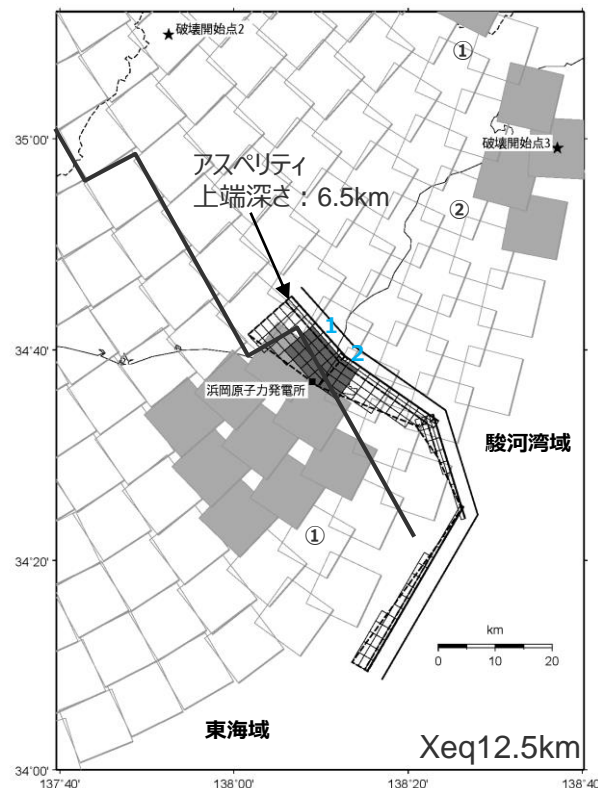 ①
★破壊開始点2
35°00'
破壊開始点3★
アスペリティ
上端深さ：6.5km
②
1
2
34°40'
浜岡原子力発電所
駿河湾域
①
34°20'
km
0 10 20
東海域
Xeq12.5km
34°00'
137°40' 138°00' 138°20' 138°40'